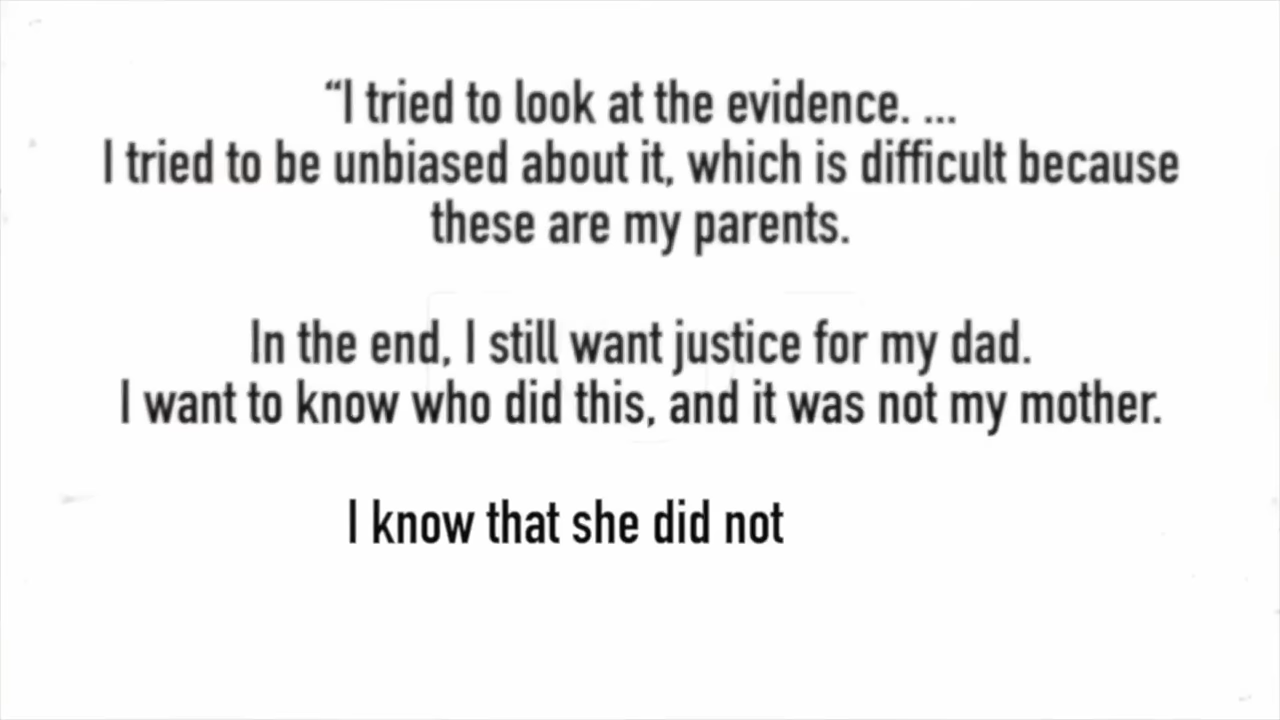 “I tried to look at the evidence. ...
I tried to be unbiased about it, which is difficult because
these are my parents.
In the end, I still want justice for my dad.
I want to know who did this, and it was not my mother.
I know that she did not